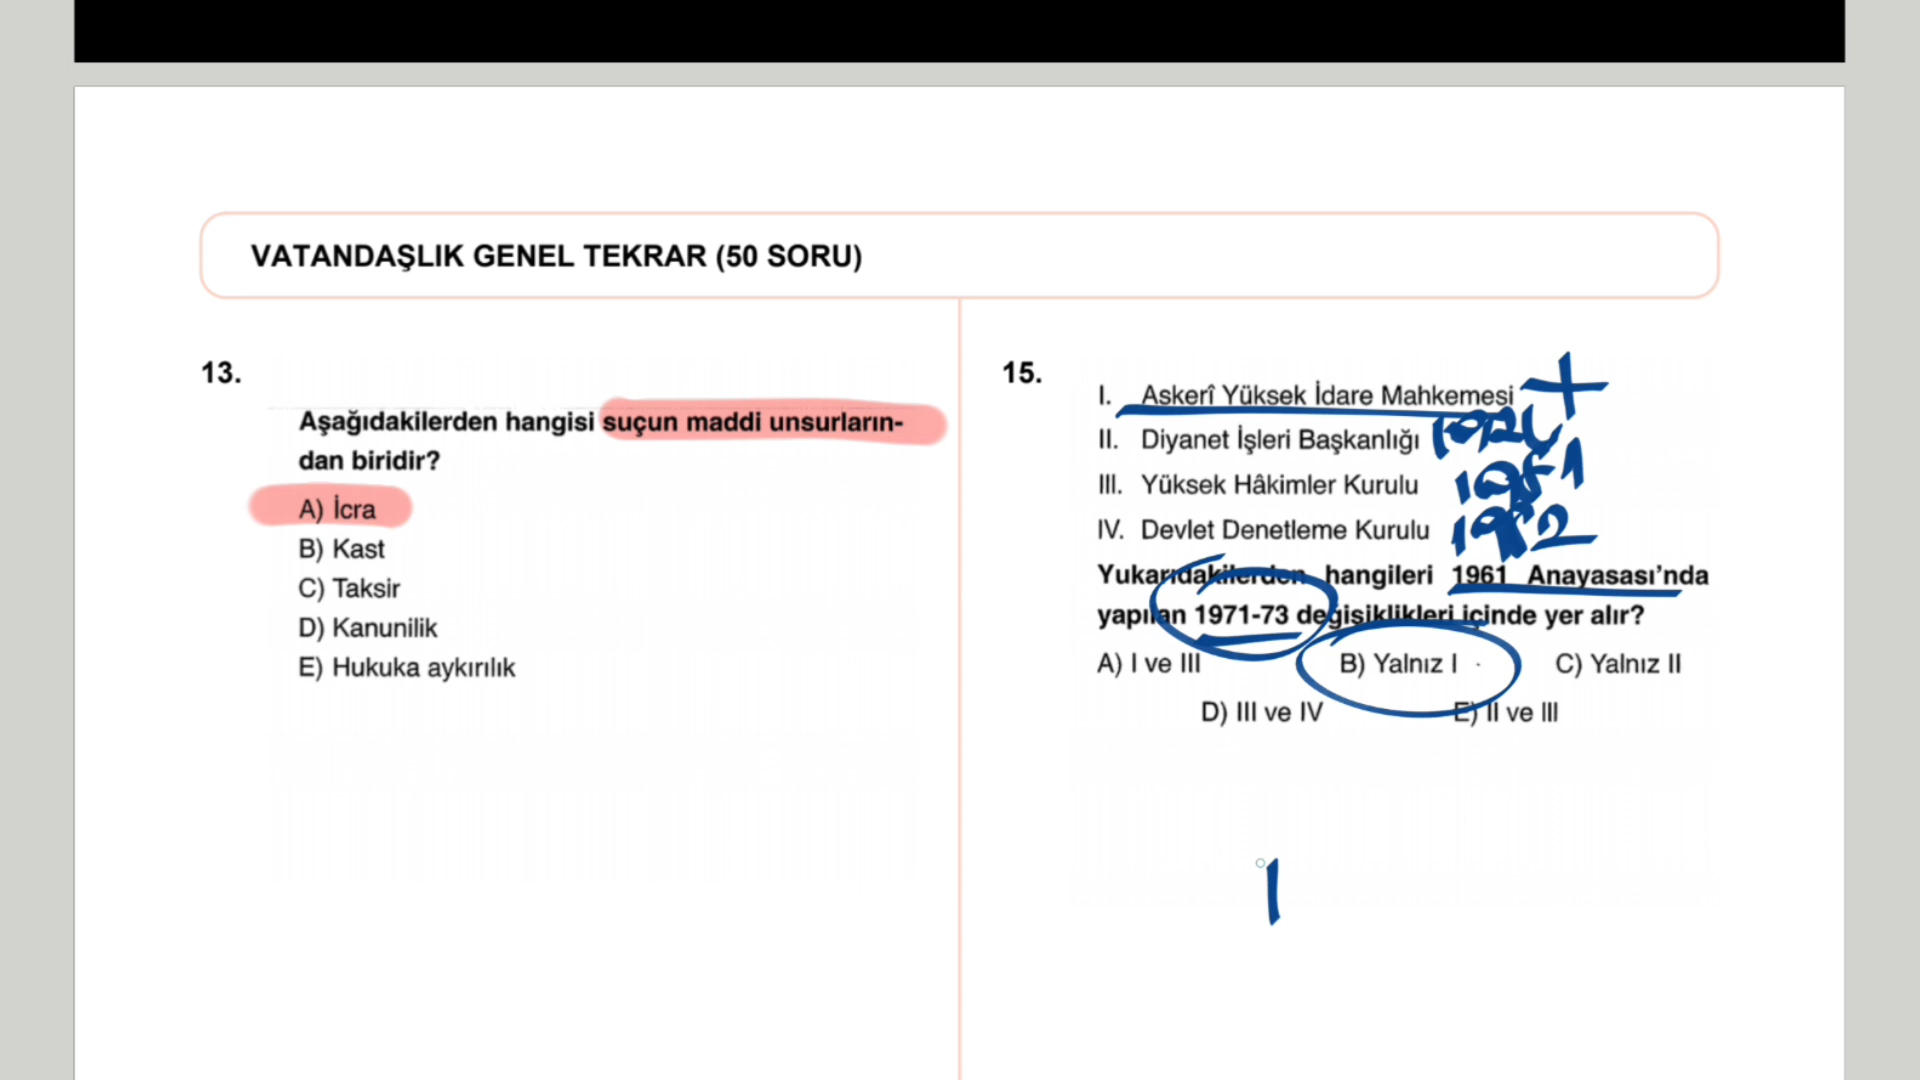 VATANDAŞLIK GENEL TEKRAR (50 SORU)
13.
Aşağıdakilerden hangisi suçun maddi unsurların-
dan biridir?
A) İcra
B) Kast
C) Taksir
D) Kanunilik
E) Hukuka aykırılık
15.
I. Askerî Yüksek İdare Mahkemesi +
II. Diyanet İşleri Başkanlığı
III. Yüksek Hâkimler Kurulu
IV. Devlet Denetleme Kurulu 1982
Yukarıdakilerden hangileri 1961 Anayasası'nda
yapılan 1971-73 değişiklikleri içinde yer alır?
A) I ve III B) Yalnız I C) Yalnız II
D) III ve IV E) II ve III